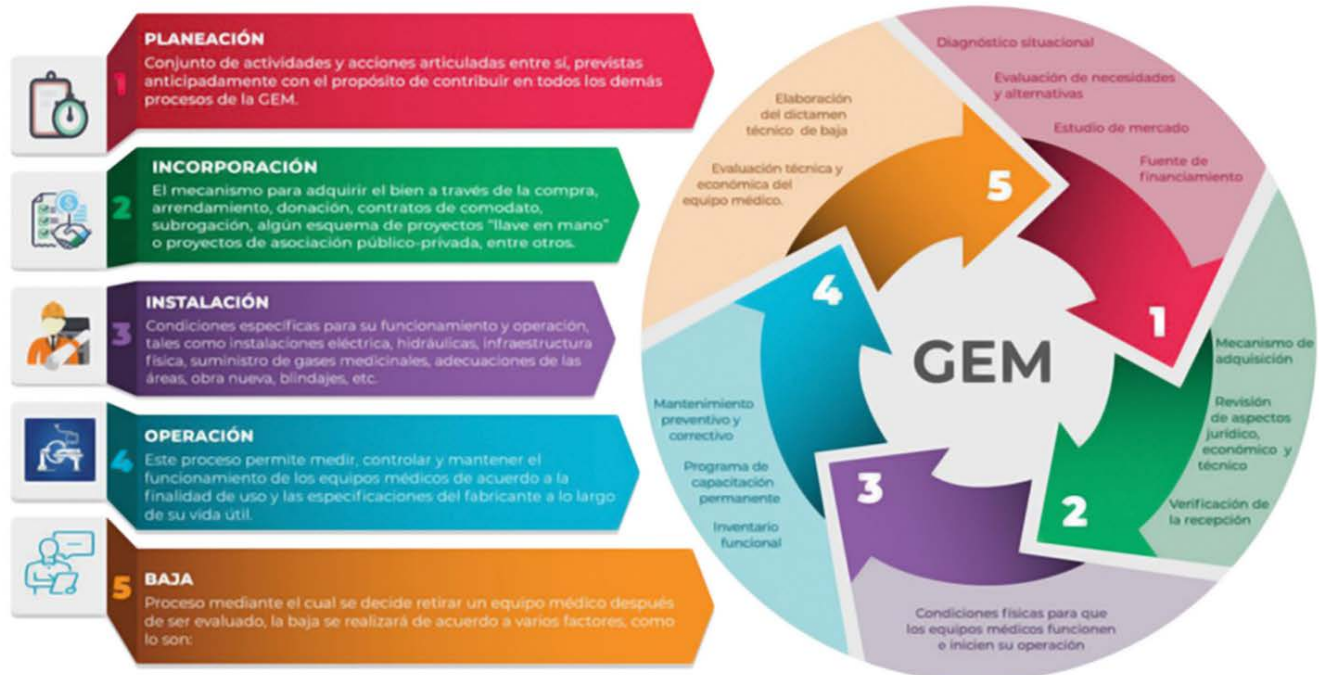 PLANEACIÓN
1
Conjunto de actividades y acciones articuladas entre sí, previstas
anticipadamente con el propósito de contribuir en todos los demás
procesos de la GEM.
INCORPORACIÓN
2
El mecanismo para adquirir el bien a través de la compra,
arrendamiento, donación, contratos de comodato,
subrogación, algún esquema de proyectos "llave en mano"
o proyectos de asociación público-privada, entre otros.
INSTALACIÓN
3
Condiciones específicas para su funcionamiento y operación,
tales como instalaciones eléctrica, hidráulicas, infraestructura
física, suministro de gases medicinales, adecuaciones de las
áreas, obra nueva, blindajes, etc.
OPERACIÓN
4
Este proceso permite medir, controlar y mantener el
funcionamiento de los equipos médicos de acuerdo a la
finalidad de uso y las especificaciones del fabricante a lo largo
de su vida útil.
BAJA
5
Proceso mediante el cual se decide retirar un equipo médico después
de ser evaluado, la baja se realizará de acuerdo a varios factores, como
lo son:
GEM
1
Diagnóstico situacional
Evaluación de necesidades
y alternativas
Estudio de mercado
Fuente de
financiamiento
2
Mecanismo de
adquisición
Revisión
de aspectos
jurídico,
económico y
técnico
Verificación de
la recepción
3
Condiciones físicas para que
los equipos médicos funcionen
e inicien su operación
4
Mantenimiento
preventivo y
correctivo
Programa de
capacitación
permanente
Inventario
funcional
5
Elaboración
del dictamen
técnico de baja
Evaluación técnica y
económica del
equipo médico.